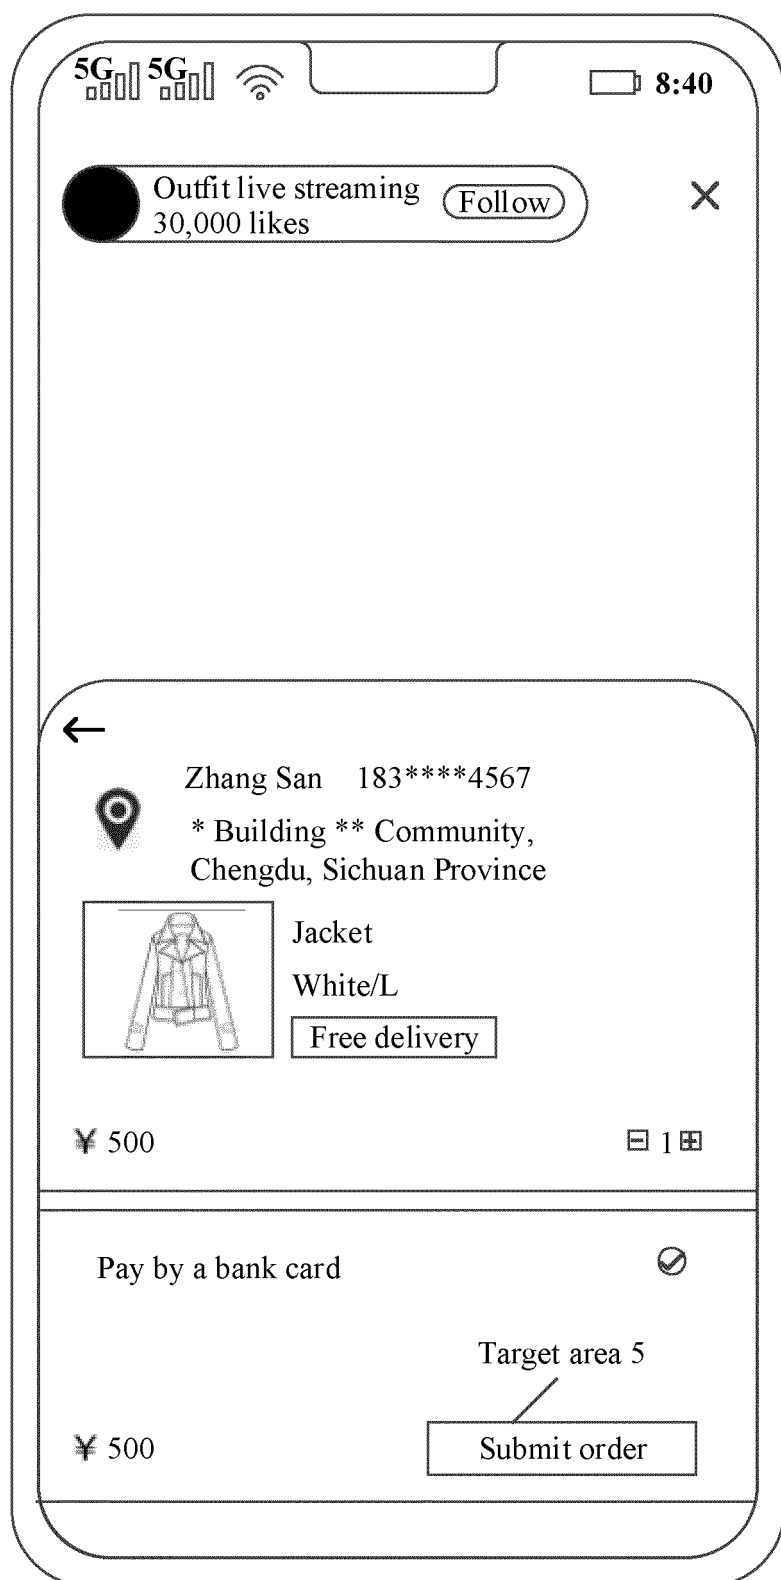 5G 5G 8:40
Outfit live streaming
30,000 likes
Follow
Zhang San 183****4567
* Building ** Community,
Chengdu, Sichuan Province
Jacket
White/L
Free delivery
¥ 500
1
Pay by a bank card
Target area 5
¥ 500
Submit order